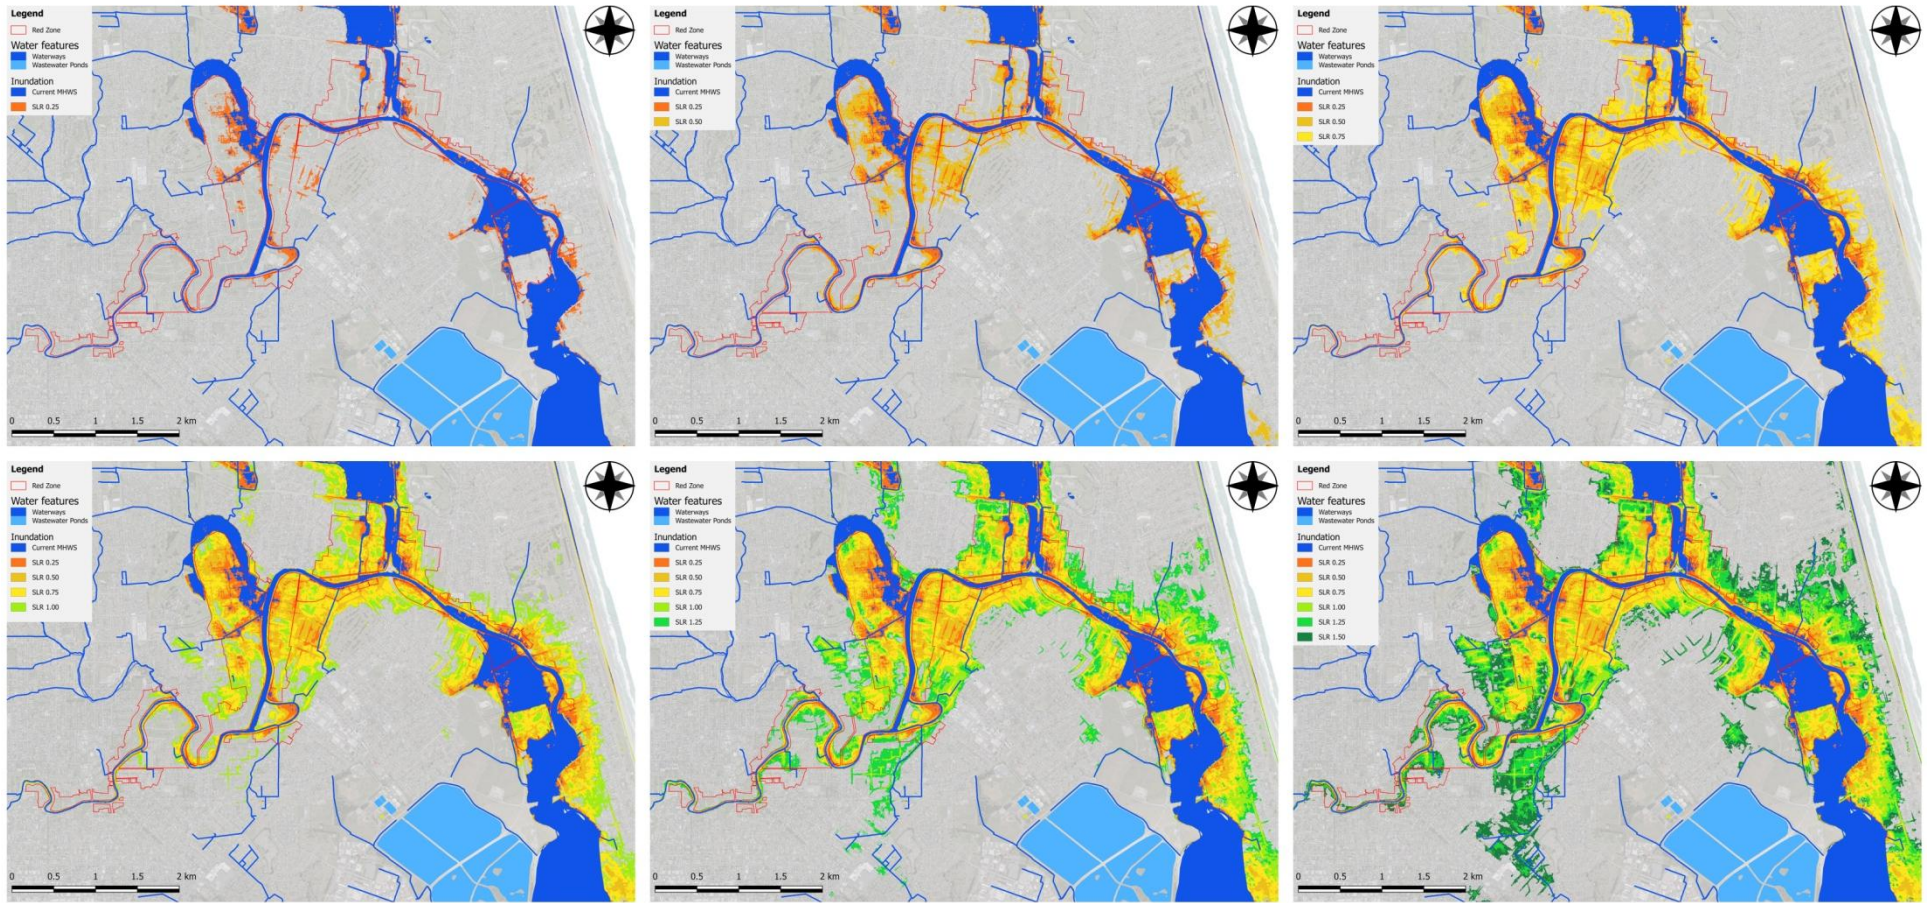 Legend
Red Zone
Water features
Waterways
Wastewater Ponds
Inundation
Current MHWS
SLR 0.25
0 0.5 1 1.5 2 km
Legend
Red Zone
Water features
Waterways
Wastewater Ponds
Inundation
Current MHWS
SLR 0.25
SLR 0.50
0 0.5 1 1.5 2 km
Legend
Red Zone
Water features
Waterways
Wastewater Ponds
Inundation
Current MHWS
SLR 0.25
SLR 0.50
SLR 0.75
0 0.5 1 1.5 2 km
Legend
Red Zone
Water features
Waterways
Wastewater Ponds
Inundation
Current MHWS
SLR 0.25
SLR 0.50
SLR 0.75
SLR 1.00
0 0.5 1 1.5 2 km
Legend
Red Zone
Water features
Waterways
Wastewater Ponds
Inundation
Current MHWS
SLR 0.25
SLR 0.50
SLR 0.75
SLR 1.00
SLR 1.25
0 0.5 1 1.5 2 km
Legend
Red Zone
Water features
Waterways
Wastewater Ponds
Inundation
Current MHWS
SLR 0.25
SLR 0.50
SLR 0.75
SLR 1.00
SLR 1.25
SLR 1.50
0 0.5 1 1.5 2 km